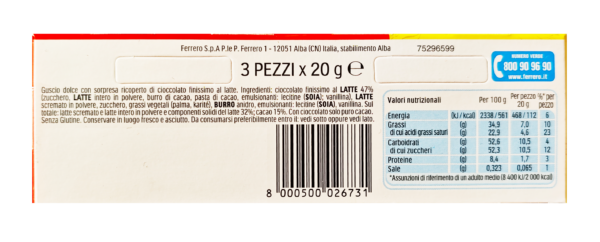 Ferrero S.p.A P.le P. Ferrero 1 - 12051 Alba (CN) Italia, stabilimento Alba
75296599
NUMERO VERDE
800 90 96 90
www.ferrero.it
3 PEZZI x 20 g ℮
Guscio dolce con sorpresa ricoperto di cioccolato finissimo al latte. Ingredienti: cioccolato finissimo al LATTE 47%
(zucchero, LATTE intero in polvere, burro di cacao, pasta di cacao, emulsionante: lecitine (SOIA); vanillina), LATTE
scremato in polvere, zucchero, grassi vegetali (palma, karité), BURRO anidro, emulsionante: lecitine (SOIA), vanillina. Sul
totale: latte scremato e latte intero in polvere e componenti solidi del latte 32%; cacao 15%. Con cioccolato solo puro cacao.
Senza Glutine. Conservare in luogo fresco e asciutto. Da consumarsi preferibilmente entro il: vedi sotto oppure vedi lato.
Valori nutrizionali Per 100 g Per pezzo 20 g %* per pezzo
Energia (kJ / kcal) 2338 / 561 468 / 112 6
Grassi (g) 34,9 7,0 10
di cui acidi grassi saturi (g) 22,9 4,6 23
Carboidrati (g) 52,6 10,5 4
di cui zuccheri (g) 52,3 10,5 12
Proteine (g) 8,4 1,7 3
Sale (g) 0,323 0,065 1
*Assunzioni di riferimento di un adulto medio (8 400 kJ/2 000 kcal)
8 000500 026731